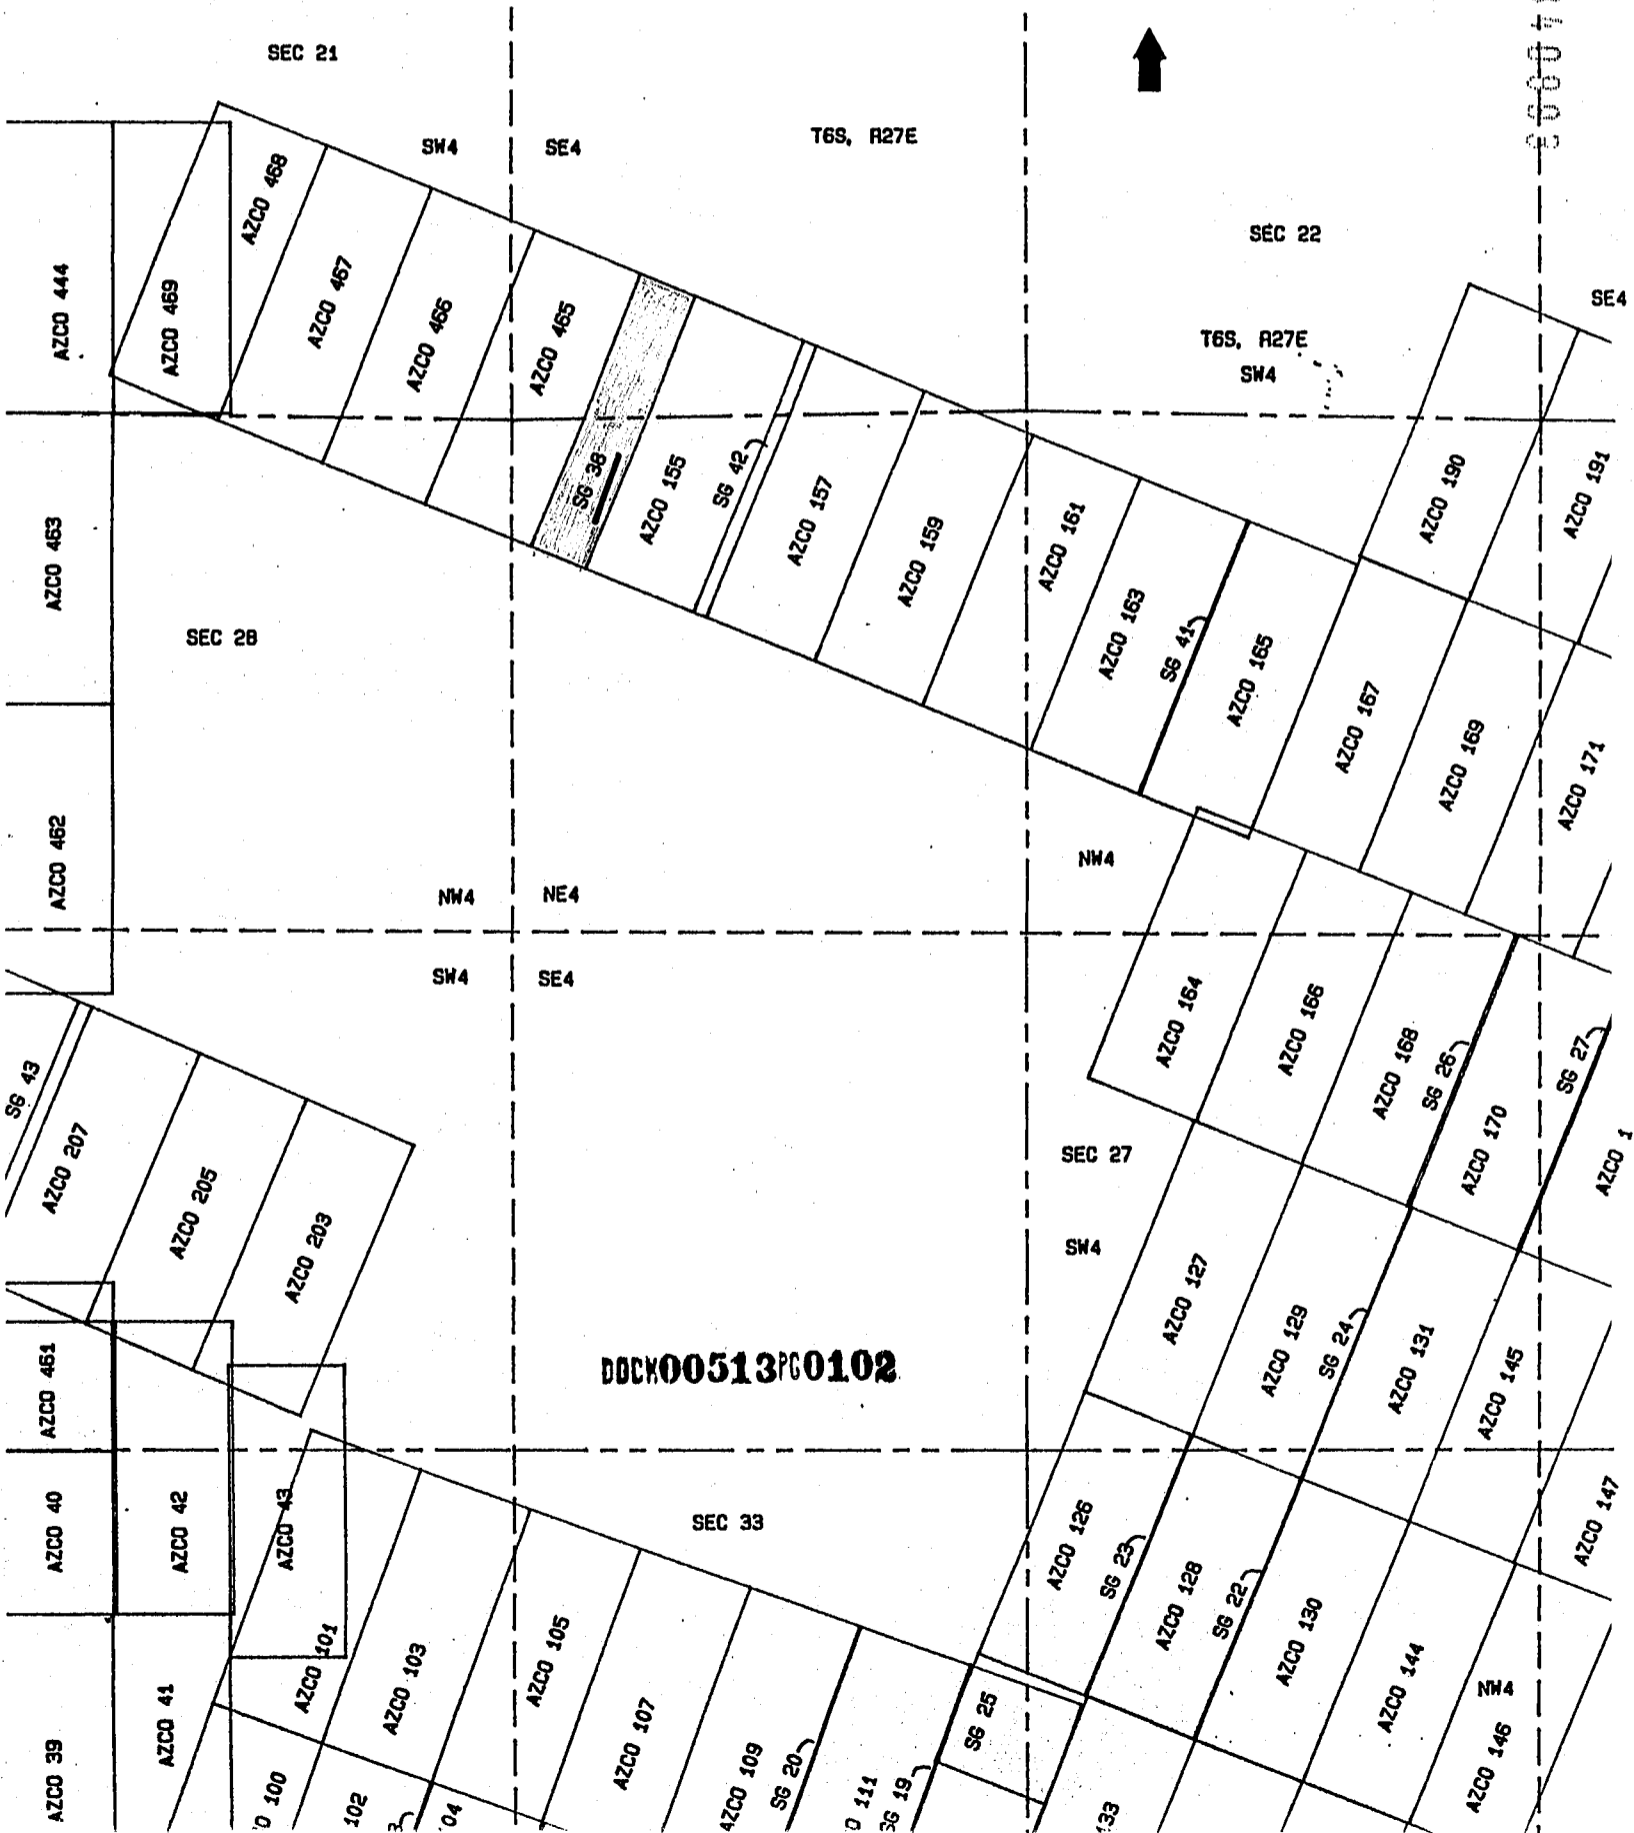 SEC 21
T6S, R27E
SW4
SE4
SEC 22
SE4
T6S, R27E
SW4
AZCO 444
AZCO 469
AZCO 468
AZCO 467
AZCO 466
AZCO 465
SG 38
AZCO 155
SG 42
AZCO 157
AZCO 159
AZCO 161
AZCO 163
SG 41
AZCO 165
AZCO 167
AZCO 169
AZCO 171
AZCO 190
AZCO 191
AZCO 463
SEC 28
AZCO 462
NW4
NE4
NW4
SW4
SE4
AZCO 164
AZCO 166
AZCO 168
SG 26
AZCO 170
SG 27
AZCO 1
SG 43
AZCO 207
AZCO 205
AZCO 203
SEC 27
SW4
AZCO 127
AZCO 129
SG 24
AZCO 131
AZCO 145
AZCO 147
DOCK00513PG0102
AZCO 461
AZCO 40
AZCO 42
AZCO 43
SEC 33
AZCO 126
SG 23
AZCO 128
SG 22
AZCO 130
AZCO 144
NW4
AZCO 146
AZCO 39
AZCO 41
AZCO 101
AZCO 103
AZCO 105
AZCO 107
AZCO 109
SG 20
O 111
SG 19
SG 25
O 100
102
04
133